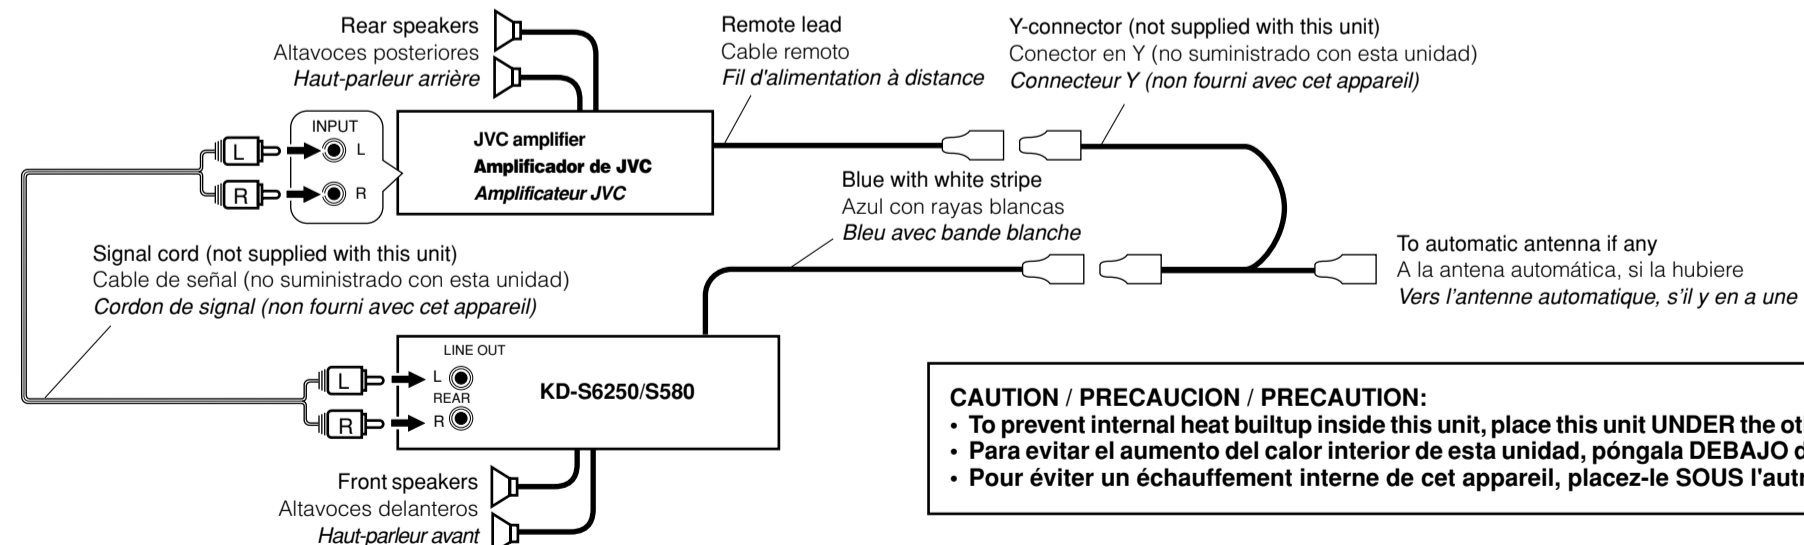 Rear speakers
Altavoces posteriores
Haut-parleur arrière
Remote lead
Cable remoto
Fil d'alimentation à distance
Y-connector (not supplied with this unit)
Conector en Y (no suministrado con esta unidad)
Connecteur Y (non fourni avec cet appareil)
INPUT
L
L
R
R
JVC amplifier
Amplificador de JVC
Amplificateur JVC
Blue with white stripe
Azul con rayas blancas
Bleu avec bande blanche
Signal cord (not supplied with this unit)
Cable de señal (no suministrado con esta unidad)
Cordon de signal (non fourni avec cet appareil)
To automatic antenna if any
A la antena automática, si la hubiere
Vers l'antenne automatique, s'il y en a une
LINE OUT
L
L
REAR
R
R
KD-S6250/S580
Front speakers
Altavoces delanteros
Haut-parleur avant
CAUTION / PRECAUCION / PRECAUTION:
• To prevent internal heat builtup inside this unit, place this unit UNDER the
• Para evitar el aumento del calor interior de esta unidad, póngala DEBAJO
• Pour éviter un échauffement interne de cet appareil, placez-le SOUS